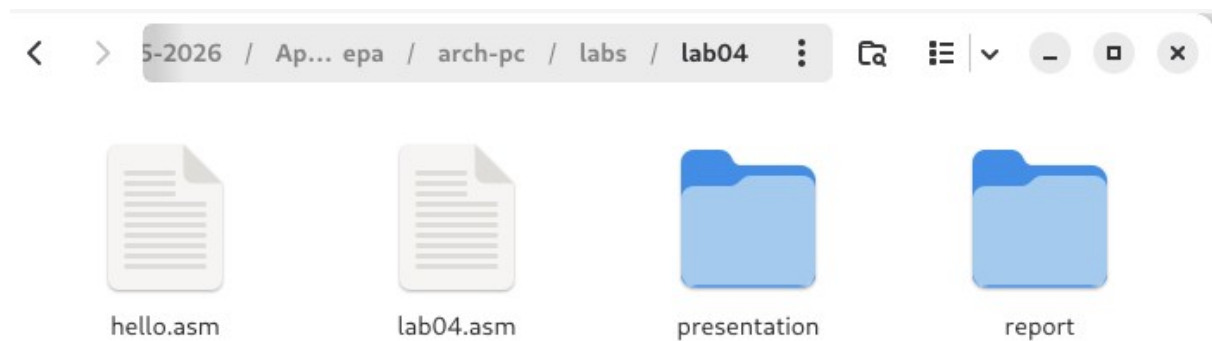 5-2026 / Ap... epa / arch-pc / labs / lab04
hello.asm lab04.asm presentation report